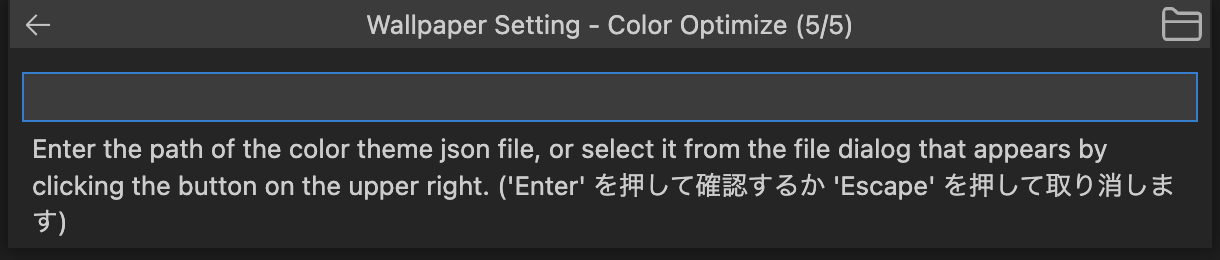 Wallpaper Setting - Color Optimize (5/5)
Enter the path of the color theme json file, or select it from the file dialog that appears by
clicking the button on the upper right. ('Enter' を押して確認するか 'Escape' を押して取り消しま
す)